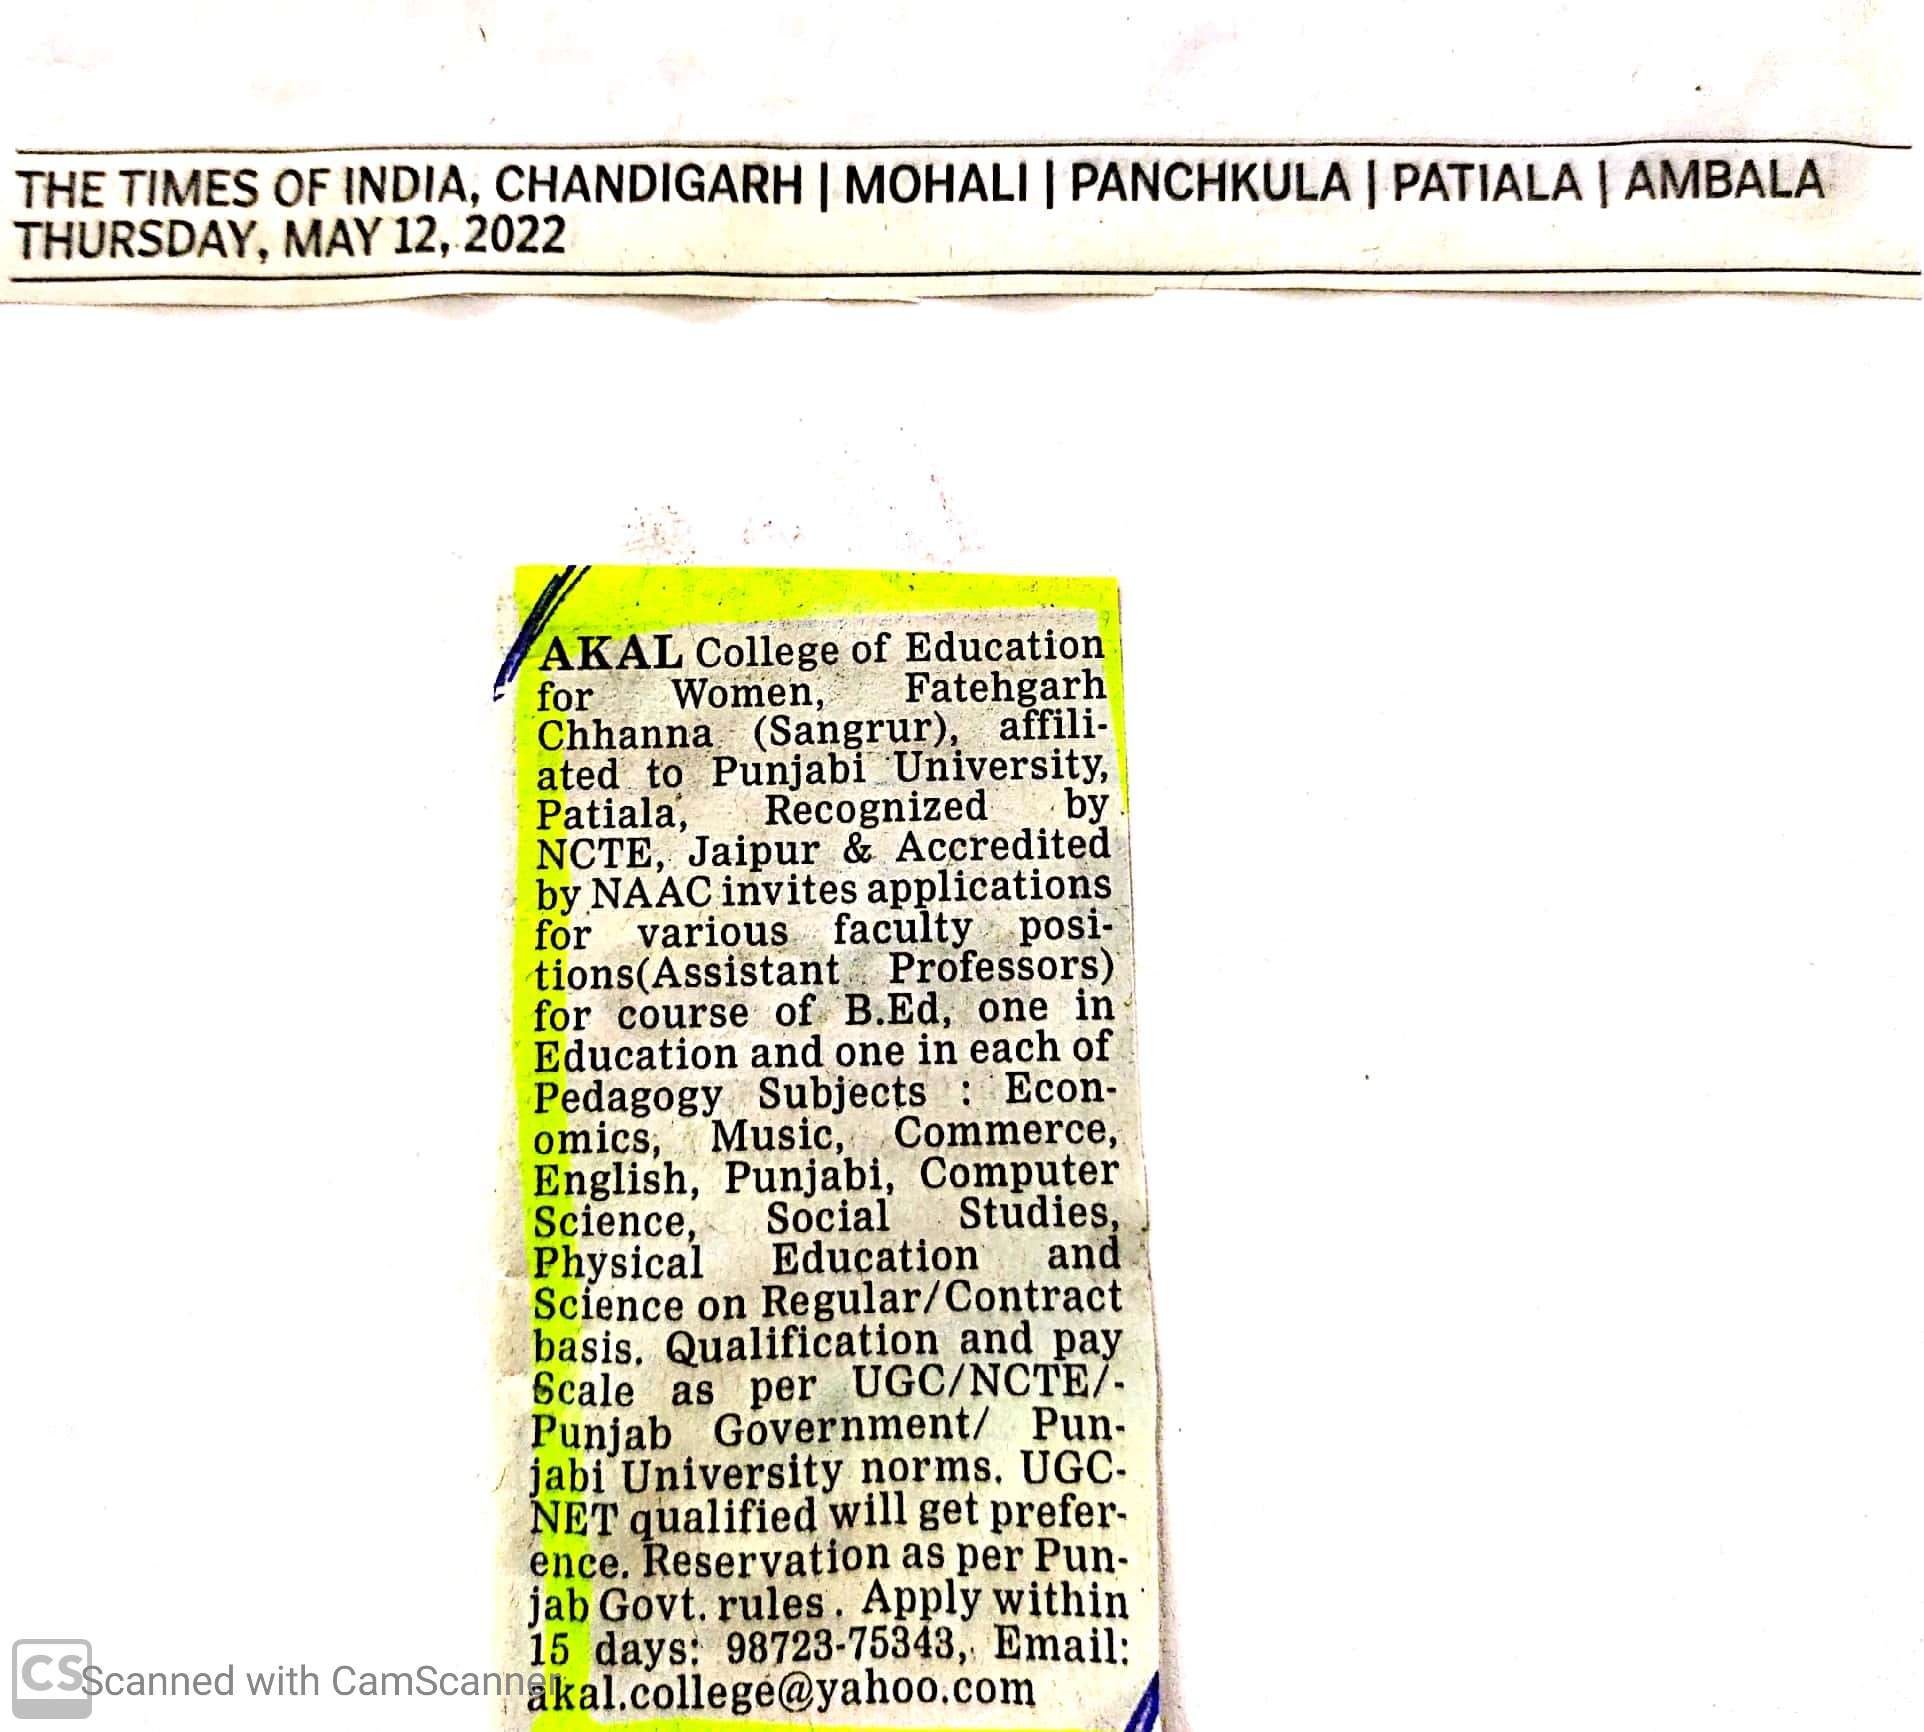 THE TIMES OF INDIA, CHANDIGARH | MOHALI | PANCHKULA | PATIALA | AMBALA
THURSDAY, MAY 12, 2022
AKAL College of Education
for Women, Fatehgarh
Chhanna (Sangrur), affili-
ated to Punjabi University,
Patiala, Recognized by
NCTE, Jaipur & Accredited
by NAAC invites applications
for various faculty posi-
tions(Assistant Professors)
for course of B.Ed, one in
Education and one in each of
Pedagogy Subjects : Econ-
omics, Music, Commerce,
English, Punjabi, Computer
Science, Social Studies,
Physical Education and
Science on Regular/Contract
basis. Qualification and pay
Scale as per UGC/NCTE/-
Punjab Government/ Pun-
jabi University norms. UGC-
NET qualified will get prefer-
ence. Reservation as per Pun-
jab Govt. rules. Apply within
15 days: 98723-75343, Email:
akal.college@yahoo.com
CS Scanned with CamScanner